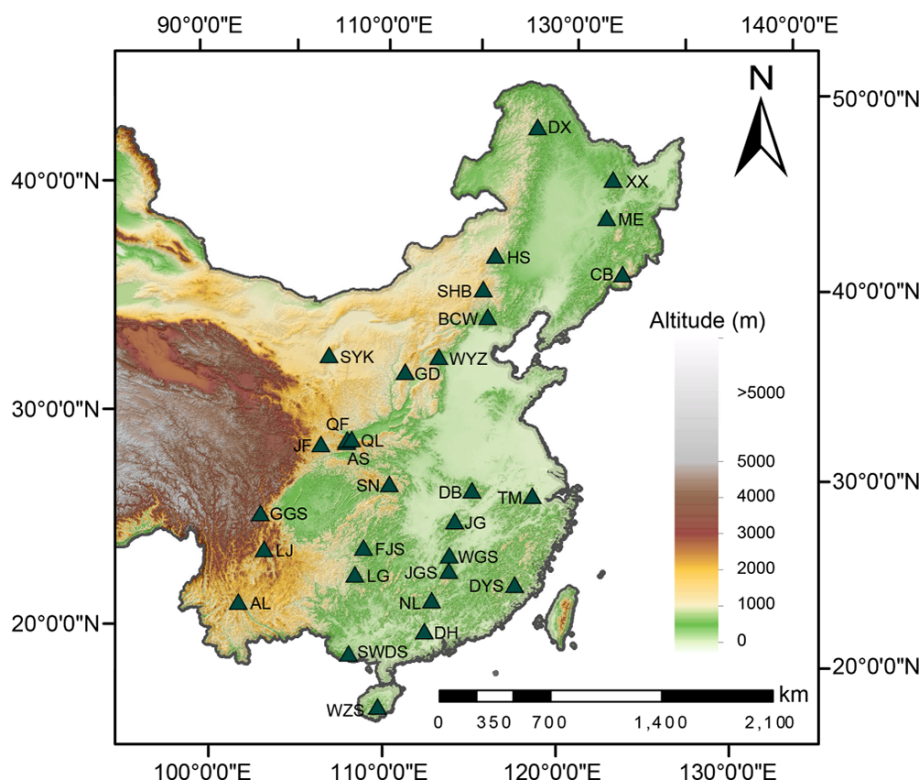 90°0'0"E 110°0'0"E 130°0'0"E 140°0'0"E
N
50°0'0"N
DX
40°0'0"N
XX
ME
HS
CB
SHB
40°0'0"N
BCW
Altitude (m)
SYK
WYZ
GD
>5000
30°0'0"N
QF
JF
QL
AS
5000
SN
DB
30°0'0"N
TM
4000
GGS
JG
3000
LJ
FJS
WGS
2000
LG
JGS
DYS
1000
AL
NL
20°0'0"N
DH
0
SWDS
20°0'0"N
km
WZS
0 350 700 1,400 2,100
100°0'0"E 110°0'0"E 120°0'0"E 130°0'0"E